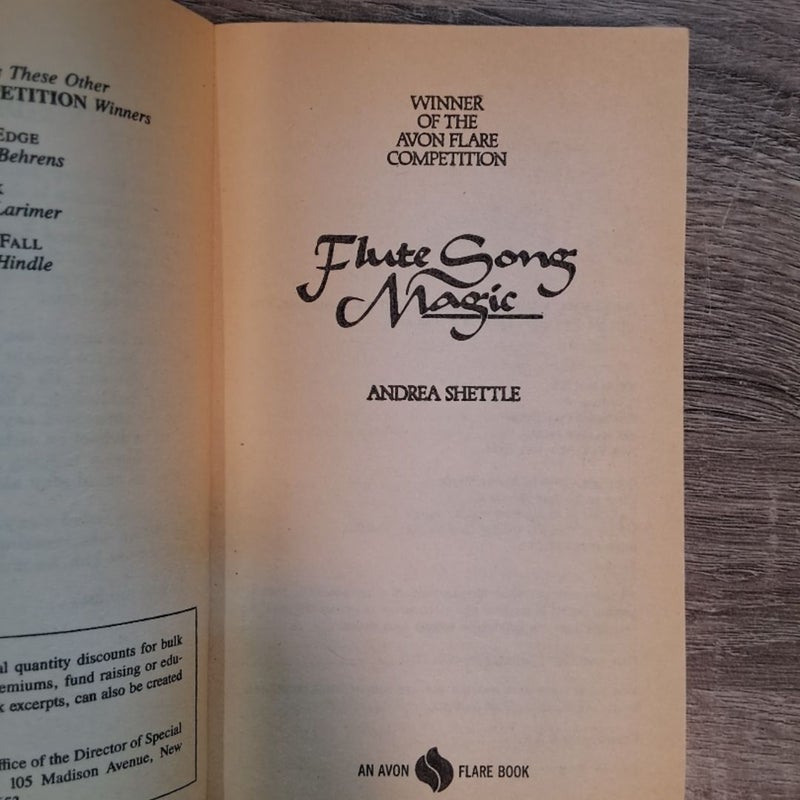 These Other
ETITION Winners
EDGE
Behrens
Larimer
FALL
Hindle
al quantity discounts for bulk
emiums, fund raising or edu-
k excerpts, can also be created
ffice of the Director of Special
105 Madison Avenue, New
WINNER
OF THE
AVON FLARE
COMPETITION
Flute Song
Magic
ANDREA SHETTLE
AN AVON FLARE BOOK